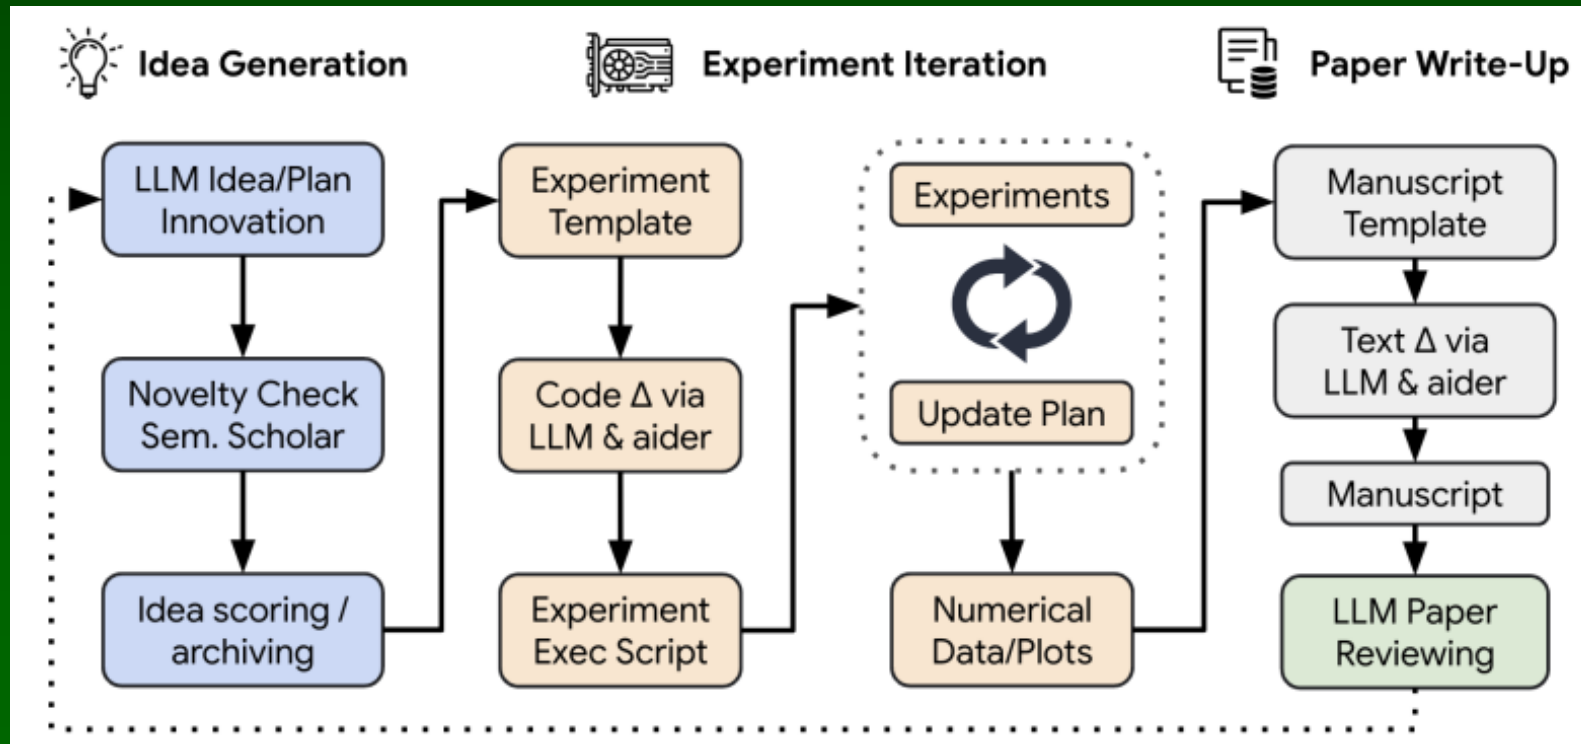 Idea Generation
Experiment Iteration
Paper Write-Up
LLM Idea/Plan
Innovation
Novelty Check
Sem. Scholar
Idea scoring /
archiving
Experiment
Template
Code Δ via
LLM & aider
Experiment
Exec Script
Experiments
Update Plan
Numerical
Data/Plots
Manuscript
Template
Text Δ via
LLM & aider
Manuscript
LLM Paper
Reviewing